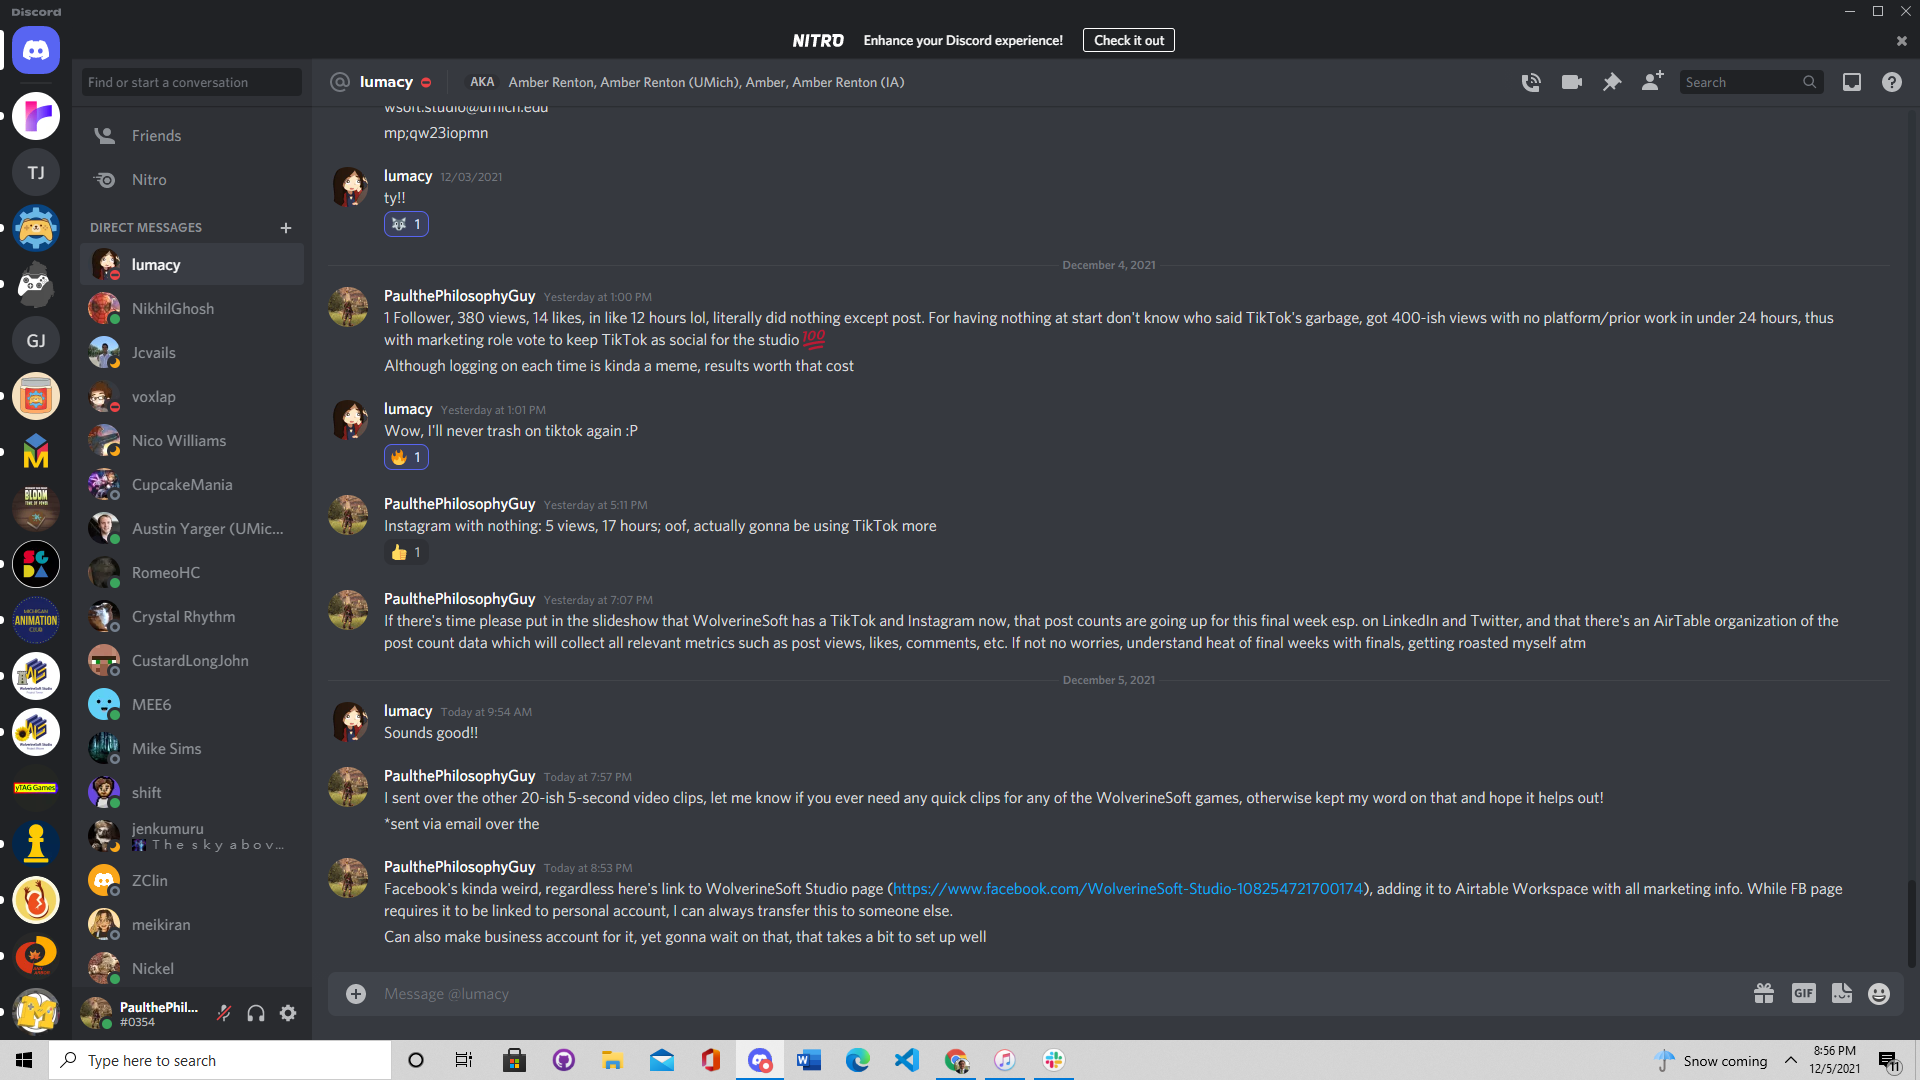 Discord
NITRO Enhance your Discord experience! Check it out
Find or start a conversation
lumacy AKA Amber Renton, Amber Renton (UMich), Amber, Amber Renton (IA)
Search
Friends
Nitro
DIRECT MESSAGES
lumacy
NikhilGhosh
Jcvails
voxlap
Nico Williams
CupcakeMania
Austin Yarger (UMic...
RomeoHC
Crystal Rhythm
CustardLongJohn
MEE6
Mike Sims
shift
jenkumuru
The sky abov...
ZClin
meikiran
Nickel
PaulthePhil...
#0354
TJ
GJ
BLOOM
SGDA
MICHIGAN
ANIMATION
CLUB
yTAG Games
wsoft.studio@umich.edu
mp;qw23iopmn
lumacy 12/03/2021
ty!!
1
December 4, 2021
PaulthePhilosophyGuy Yesterday at 1:00 PM
1 Follower, 380 views, 14 likes, in like 12 hours lol, literally did nothing except post. For having nothing at start don't know who said TikTok's garbage, got 400-ish views with no platform/prior work in under 24 hours, thus
with marketing role vote to keep TikTok as social for the studio 💯
Although logging on each time is kinda a meme, results worth that cost
lumacy Yesterday at 1:01 PM
Wow, I'll never trash on tiktok again :P
🔥 1
PaulthePhilosophyGuy Yesterday at 5:11 PM
Instagram with nothing: 5 views, 17 hours; oof, actually gonna be using TikTok more
👍 1
PaulthePhilosophyGuy Yesterday at 7:07 PM
If there's time please put in the slideshow that WolverineSoft has a TikTok and Instagram now, that post counts are going up for this final week esp. on LinkedIn and Twitter, and that there's an AirTable organization of the
post count data which will collect all relevant metrics such as post views, likes, comments, etc. If not no worries, understand heat of final weeks with finals, getting roasted myself atm
December 5, 2021
lumacy Today at 9:54 AM
Sounds good!!
PaulthePhilosophyGuy Today at 7:57 PM
I sent over the other 20-ish 5-second video clips, let me know if you ever need any quick clips for any of the WolverineSoft games, otherwise kept my word on that and hope it helps out!
*sent via email over the
PaulthePhilosophyGuy Today at 8:53 PM
Facebook's kinda weird, regardless here's link to WolverineSoft Studio page (https://www.facebook.com/WolverineSoft-Studio-108254721700174), adding it to Airtable Workspace with all marketing info. While FB page
requires it to be linked to personal account, I can always transfer this to someone else.
Can also make business account for it, yet gonna wait on that, that takes a bit to set up well
Message @lumacy
GIF
Type here to search
Snow coming
8:56 PM
12/5/2021
11